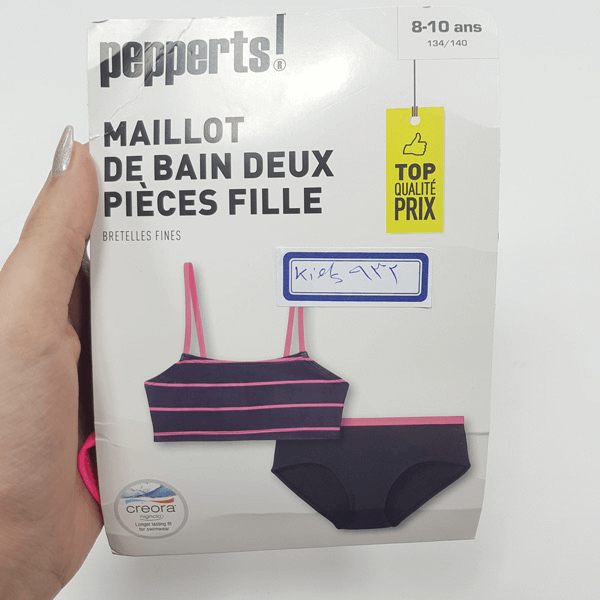 pepperts!®
8-10 ans
134/140
MAILLOT
DE BAIN DEUX
PIÈCES FILLE
BRETELLES FINES
TOP
QUALITÉ
PRIX
Kids ۹۳۲
creora®
highclo
Longer lasting fit
for swimwear